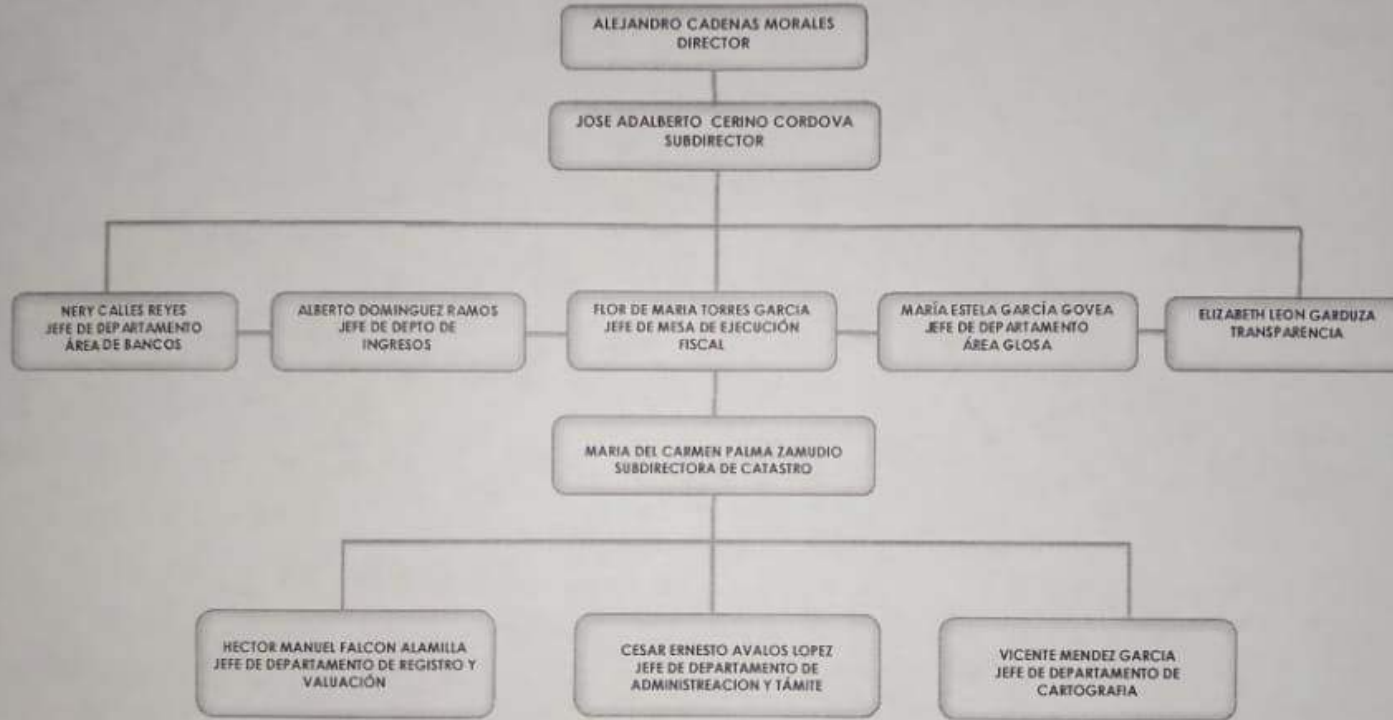 ALEJANDRO CADENAS MORALES
DIRECTOR
JOSE ADALBERTO CERINO CORDOVA
SUBDIRECTOR
NERY CALLES REYES
JEFE DE DEPARTAMENTO
ÁREA DE BANCOS
ALBERTO DOMINGUEZ RAMOS
JEFE DE DEPTO DE
INGRESOS
FLOR DE MARIA TORRES GARCIA
JEFE DE MESA DE EJECUCIÓN
FISCAL
MARÍA ESTELA GARCÍA GOVEA
JEFE DE DEPARTAMENTO
ÁREA GLOSA
ELIZABETH LEON GARDUZA
TRANSPARENCIA
MARIA DEL CARMEN PALMA ZAMUDIO
SUBDIRECTORA DE CATASTRO
HECTOR MANUEL FALCON ALAMILLA
JEFE DE DEPARTAMENTO DE REGISTRO Y
VALUACIÓN
CESAR ERNESTO AVALOS LOPEZ
JEFE DE DEPARTAMENTO DE
ADMINISTREACION Y TÁMITE
VICENTE MENDEZ GARCIA
JEFE DE DEPARTAMENTO DE
CARTOGRAFIA